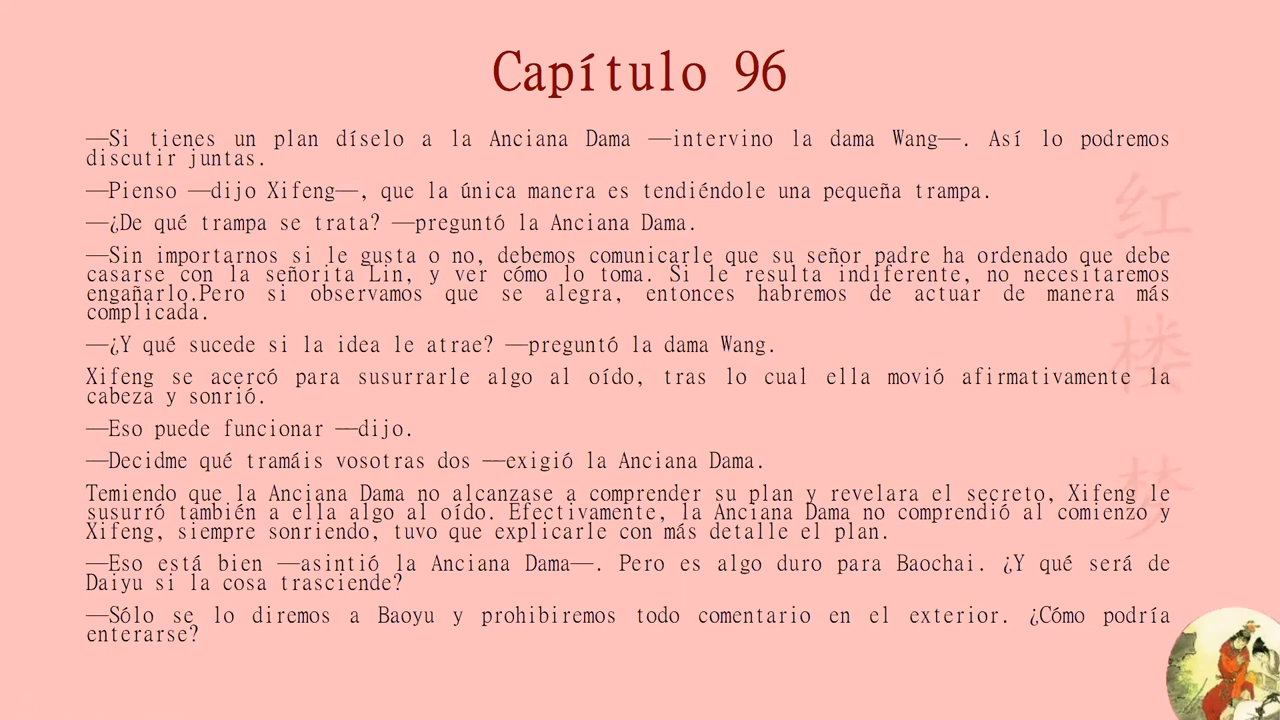 Capítulo 96
—Si tienes un plan díselo a la Anciana Dama —intervino la dama Wang—. Así lo podremos
discutir juntas.
—Pienso —dijo Xifeng—, que la única manera es tendiéndole una pequeña trampa.
—¿De qué trampa se trata? —preguntó la Anciana Dama.
—Sin importarnos si le gusta o no, debemos comunicarle que su señor padre ha ordenado que debe
casarse con la señorita Lin, y ver cómo lo toma. Si le resulta indiferente, no necesitaremos
engañarlo.Pero si observamos que se alegra, entonces habremos de actuar de manera más
complicada.
—¿Y qué sucede si la idea le atrae? —preguntó la dama Wang.
Xifeng se acercó para susurrarle algo al oído, tras lo cual ella movió afirmativamente la
cabeza y sonrió.
—Eso puede funcionar —dijo.
—Decidme qué tramáis vosotras dos —exigió la Anciana Dama.
Temiendo que la Anciana Dama no alcanzase a comprender su plan y revelara el secreto, Xifeng le
susurró también a ella algo al oído. Efectivamente, la Anciana Dama no comprendió al comienzo y
Xifeng, siempre sonriendo, tuvo que explicarle con más detalle el plan.
—Eso está bien —asintió la Anciana Dama—. Pero es algo duro para Baochai. ¿Y qué será de
Daiyu si la cosa trasciende?
—Sólo se lo diremos a Baoyu y prohibiremos todo comentario en el exterior. ¿Cómo podría
enterarse?
红
楼
梦